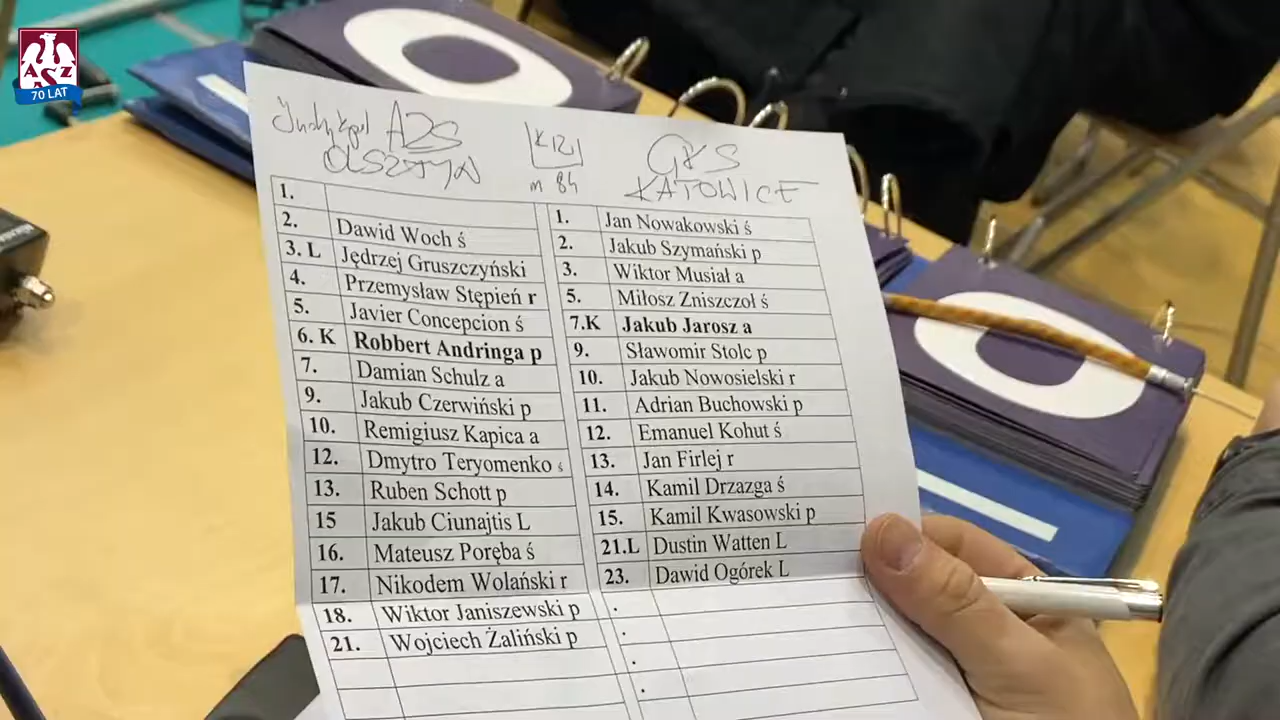 AZS
70 LAT
Indykpol AZS
OLSZTYN
m 84
GKS
KATOWICE
1.
2. Dawid Woch ś
3. L Jędrzej Gruszczyński
4. Przemysław Stępień r
5. Javier Concepcion ś
6. K Robbert Andringa p
7. Damian Schulz a
9. Jakub Czerwiński p
10. Remigiusz Kapica a
12. Dmytro Teryomenko ś
13. Ruben Schott p
15 Jakub Ciunajtis L
16. Mateusz Poręba ś
17. Nikodem Wolański r
18. Wiktor Janiszewski p
21. Wojciech Żaliński p
1. Jan Nowakowski ś
2. Jakub Szymański p
3. Wiktor Musiał a
5. Miłosz Zniszczoł ś
7.K Jakub Jarosz a
9. Sławomir Stolc p
10. Jakub Nowosielski r
11. Adrian Buchowski p
12. Emanuel Kohut ś
13. Jan Firlej r
14. Kamil Drzazga ś
15. Kamil Kwasowski p
21.L Dustin Watten L
23. Dawid Ogórek L
.
.
.
.
0
0